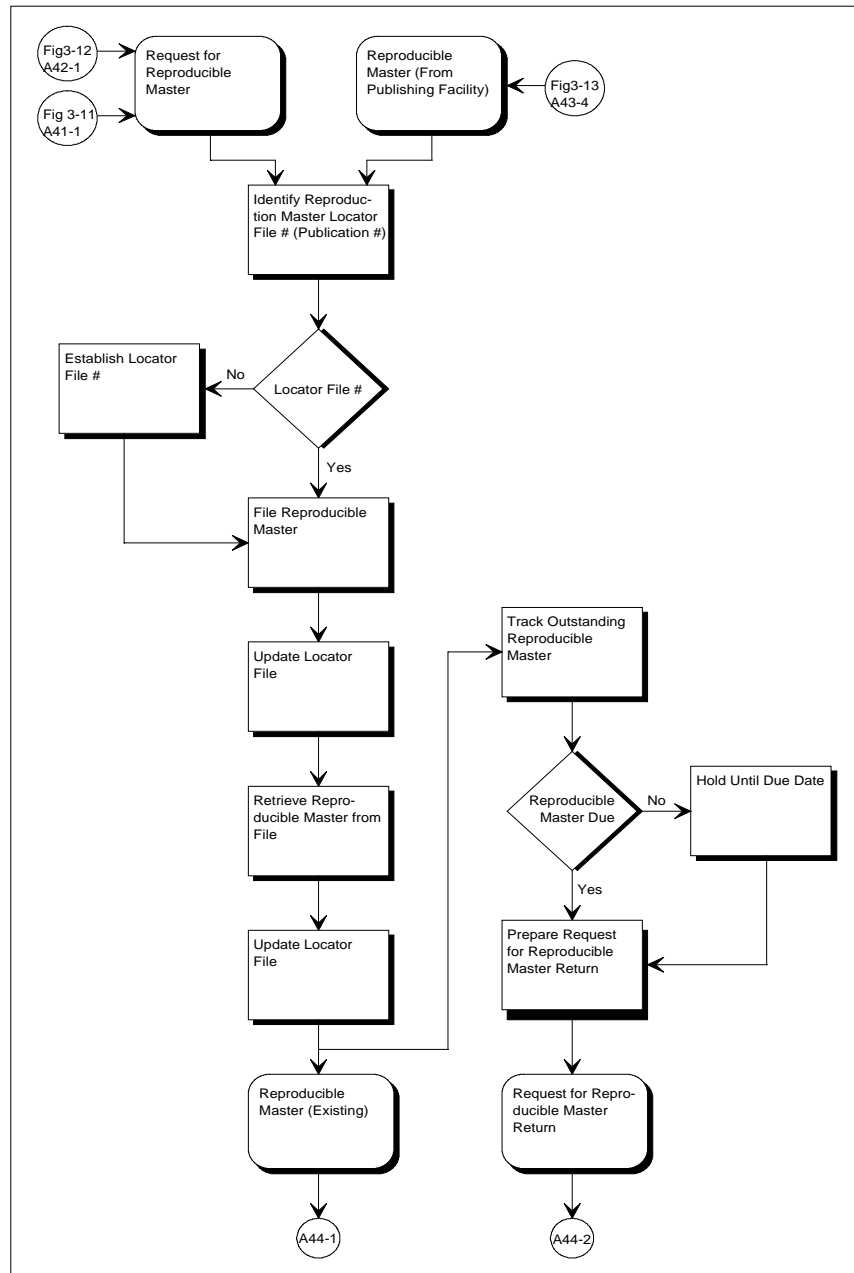 Fig3-12
A42-1
Request for
Reproducible
Master
Reproducible
Master (From
Publishing Facility)
Fig3-13
A43-4
Fig 3-11
A41-1
Identify Reproduc-
tion Master Locator
File # (Publication #)
Establish Locator
File #
No
Locator File #
Yes
File Reproducible
Master
Track Outstanding
Reproducible
Master
Update Locator
File
Retrieve Repro-
ducible Master from
File
Reproducible
Master Due
No
Hold Until Due Date
Yes
Update Locator
File
Prepare Request
for Reproducible
Master Return
Reproducible
Master (Existing)
Request for Repro-
ducible Master
Return
A44-1
A44-2